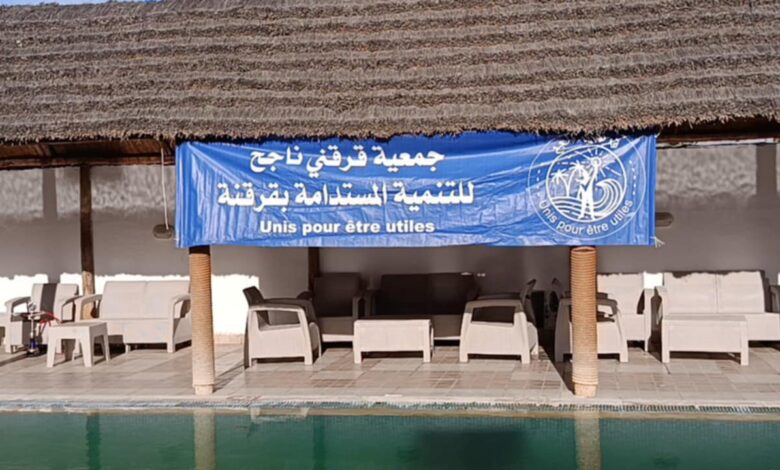 جمعية قرقني ناجح
للتنمية المستدامة بقرقنة
Unis pour être utiles
Unis pour être utiles